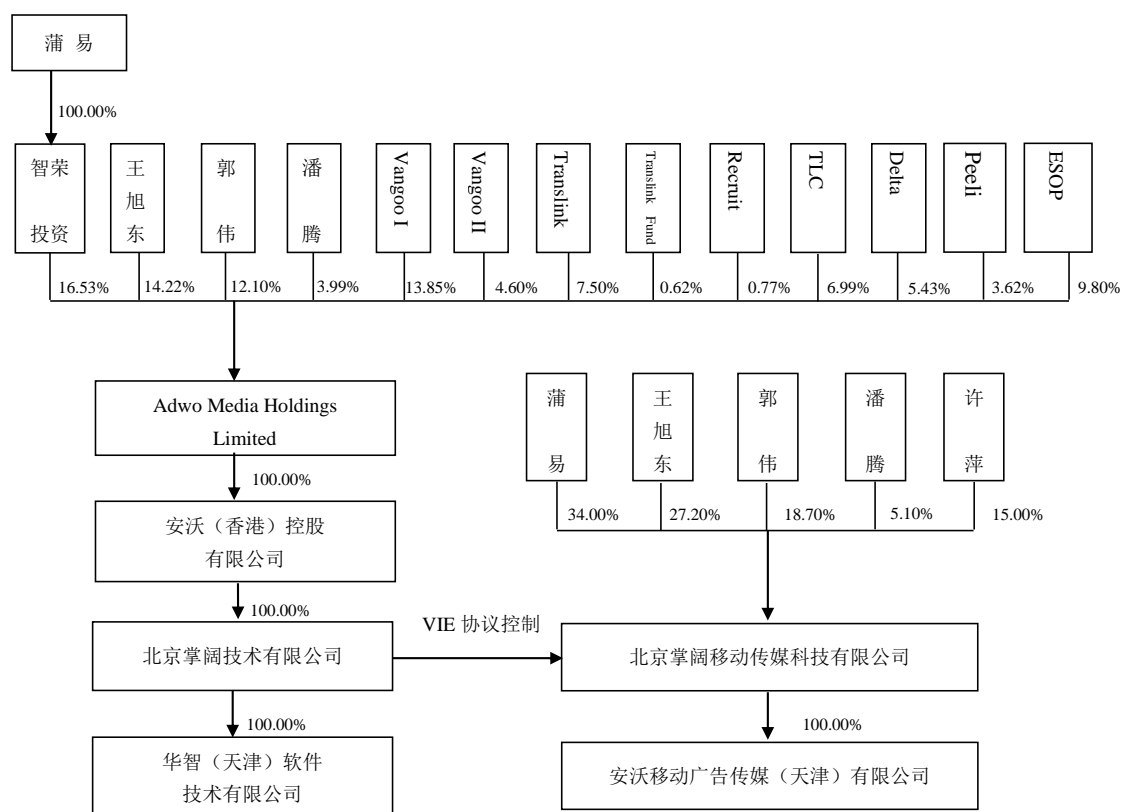 蒲 易
100.00%
智荣
投资
王旭东
郭伟
潘腾
Vangoo I
Vangoo II
Translink
Translink Fund
Recruit
TLC
Delta
Peeli
ESOP
16.53%
14.22%
12.10%
3.99%
13.85%
4.60%
7.50%
0.62%
0.77%
6.99%
5.43%
3.62%
9.80%
Adwo Media Holdings
Limited
蒲易
王旭东
郭伟
潘腾
许萍
100.00%
34.00%
27.20%
18.70%
5.10%
15.00%
安沃（香港）控股
有限公司
100.00%
VIE 协议控制
北京掌阔技术有限公司
北京掌阔移动传媒科技有限公司
100.00%
100.00%
华智（天津）软件
技术有限公司
安沃移动广告传媒（天津）有限公司